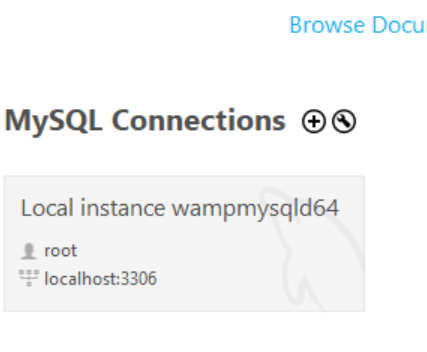 Browse Docu
MySQL Connections
Local instance wampmysqld64
root
localhost:3306